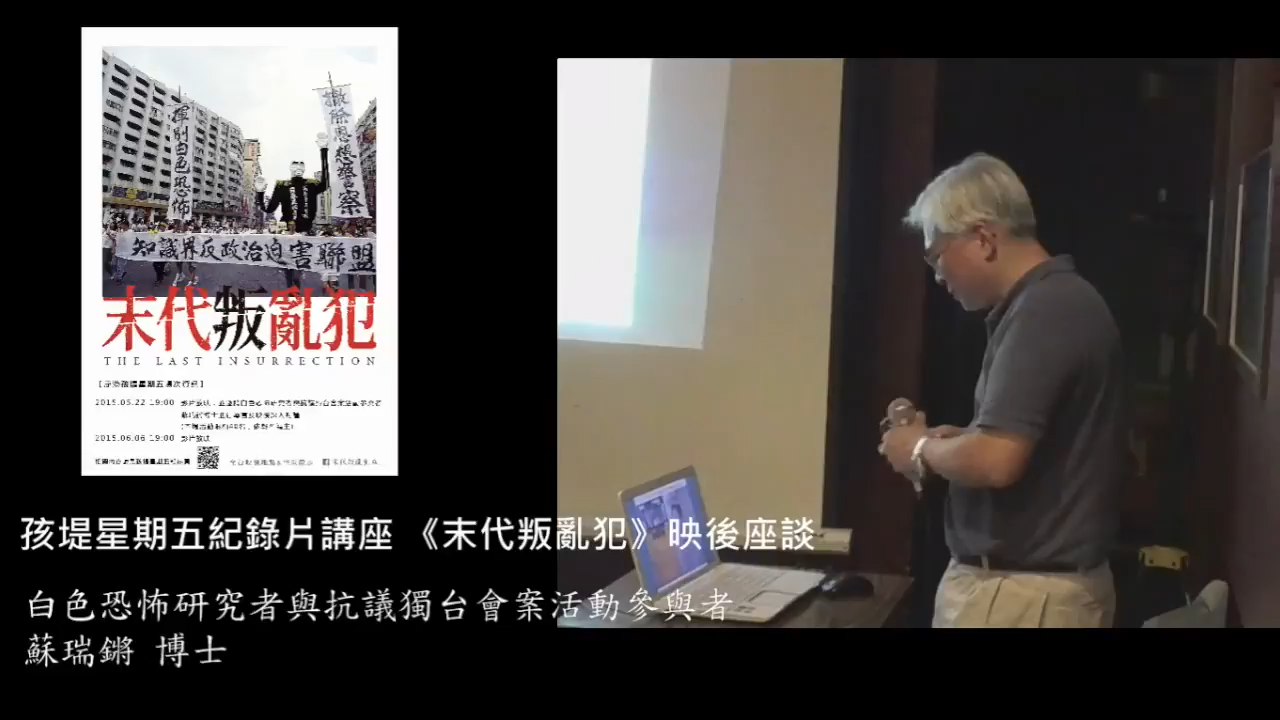 揮別白色恐怖
撤除思想警察
知識界反政治迫害聯盟
末代叛亂犯
THE LAST INSURRECTION
2015.05.22 19:00
2015.06.06 19:00 影片放映
孩堤星期五紀錄片講座 《末代叛亂犯》映後座談
白色恐怖研究者與抗議獨台會案活動參與者
蘇瑞鏘 博士